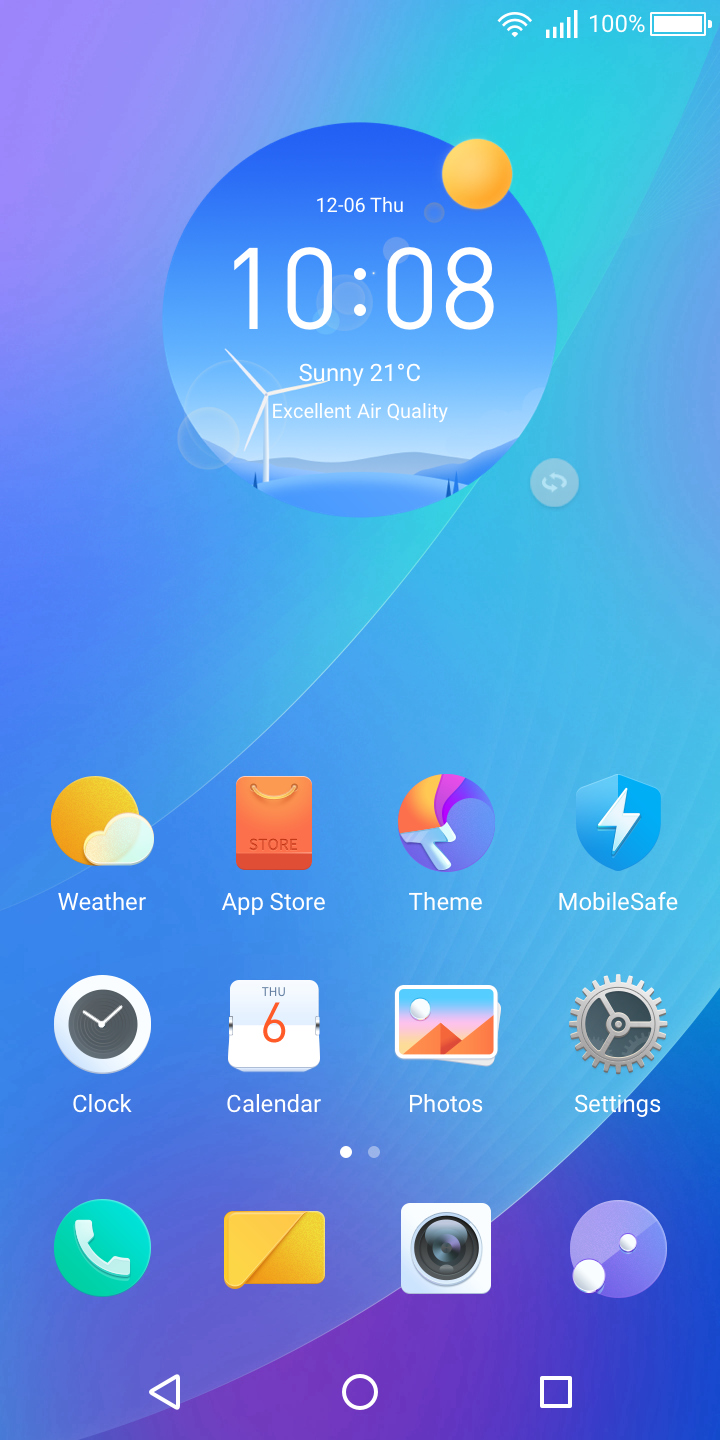 100%
12-06 Thu
10:08
Sunny 21°C
Excellent Air Quality
STORE
Weather
App Store
Theme
MobileSafe
THU
6
Clock
Calendar
Photos
Settings